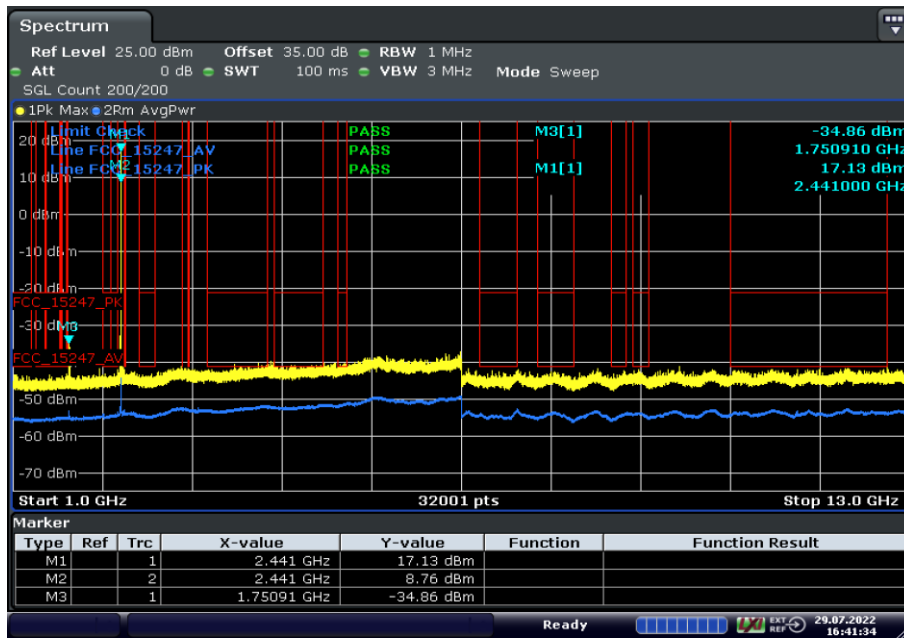 Spectrum
Ref Level 25.00 dBm Offset 35.00 dB RBW 1 MHz
Att 0 dB SWT 100 ms VBW 3 MHz Mode Sweep
SGL Count 200/200
1Pk Max 2Rm AvgPwr
Limit Check PASS M3[1] -34.86 dBm
M1
20 dBm
Line FCC_15247_AV PASS 1.750910 GHz
Line FCC_15247_PK PASS M1[1] 17.13 dBm
M2
10 dBm
2.441000 GHz
0 dBm
-10 dBm
-20 dBm
FCC_15247_PK
-30 dBm
M3
FCC_15247_AV
-50 dBm
-60 dBm
-70 dBm
Start 1.0 GHz 32001 pts Stop 13.0 GHz
Marker
Type Ref Trc X-value Y-value Function Function Result
M1 1 2.441 GHz 17.13 dBm
M2 2 2.441 GHz 8.76 dBm
M3 1 1.75091 GHz -34.86 dBm
Ready LXI EXT REF 29.07.2022
16:41:34